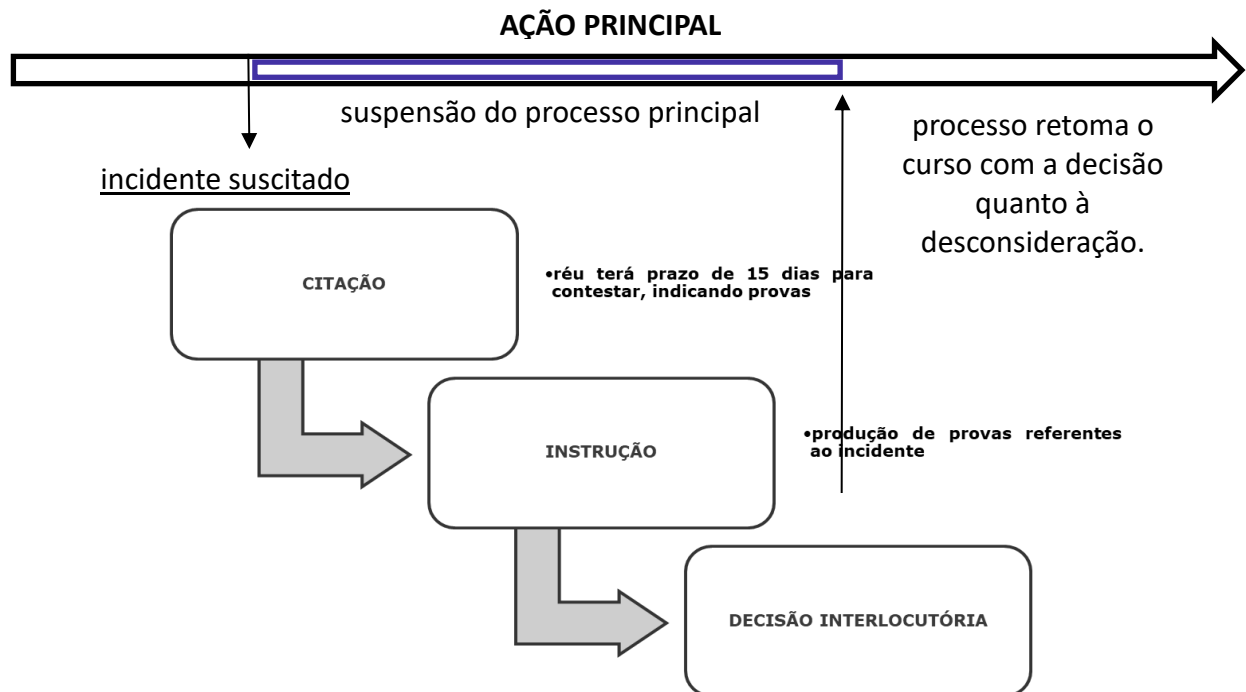 AÇÃO PRINCIPAL
suspensão do processo principal
processo retoma o
curso com a decisão
quanto à
desconsideração.
incidente suscitado
CITAÇÃO
•réu terá prazo de 15 dias para
contestar, indicando provas
INSTRUÇÃO
•produção de provas referentes
ao incidente
DECISÃO INTERLOCUTÓRIA